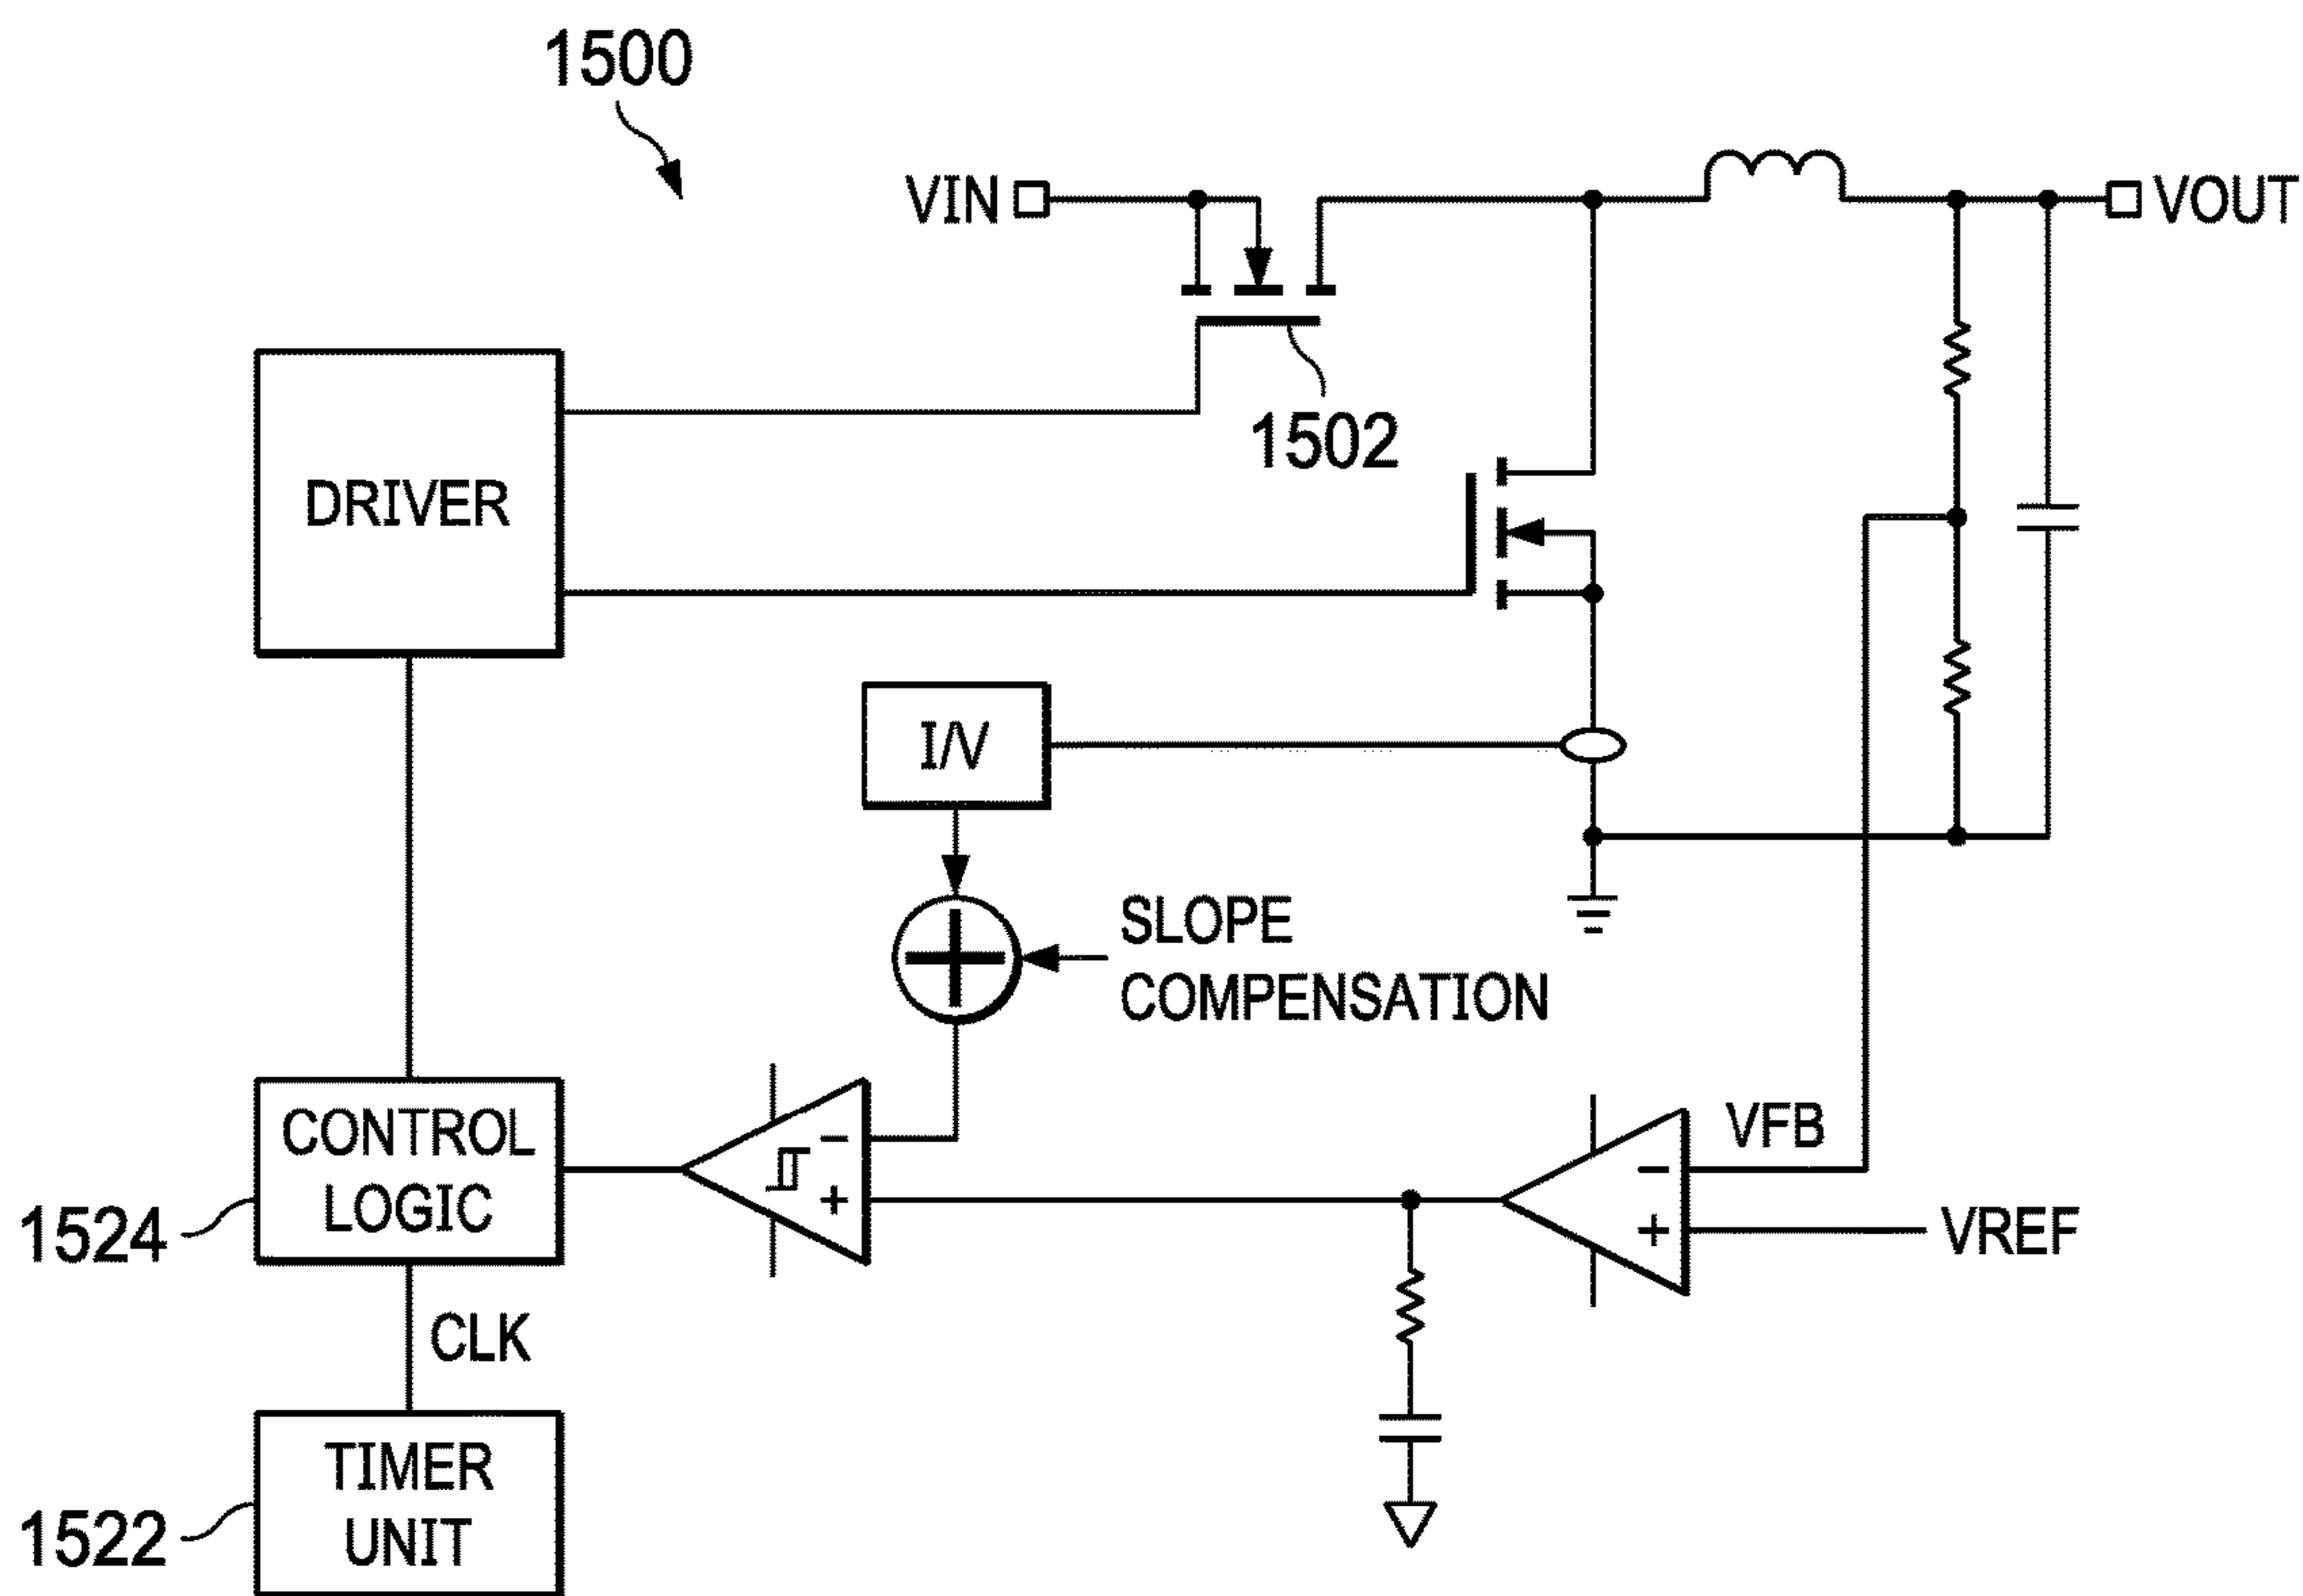 1500
VIN
VOUT
1502
DRIVER
I/V
SLOPE
COMPENSATION
CONTROL
LOGIC
-
+
VFB
-
+
VREF
1524
CLK
TIMER
UNIT
1522